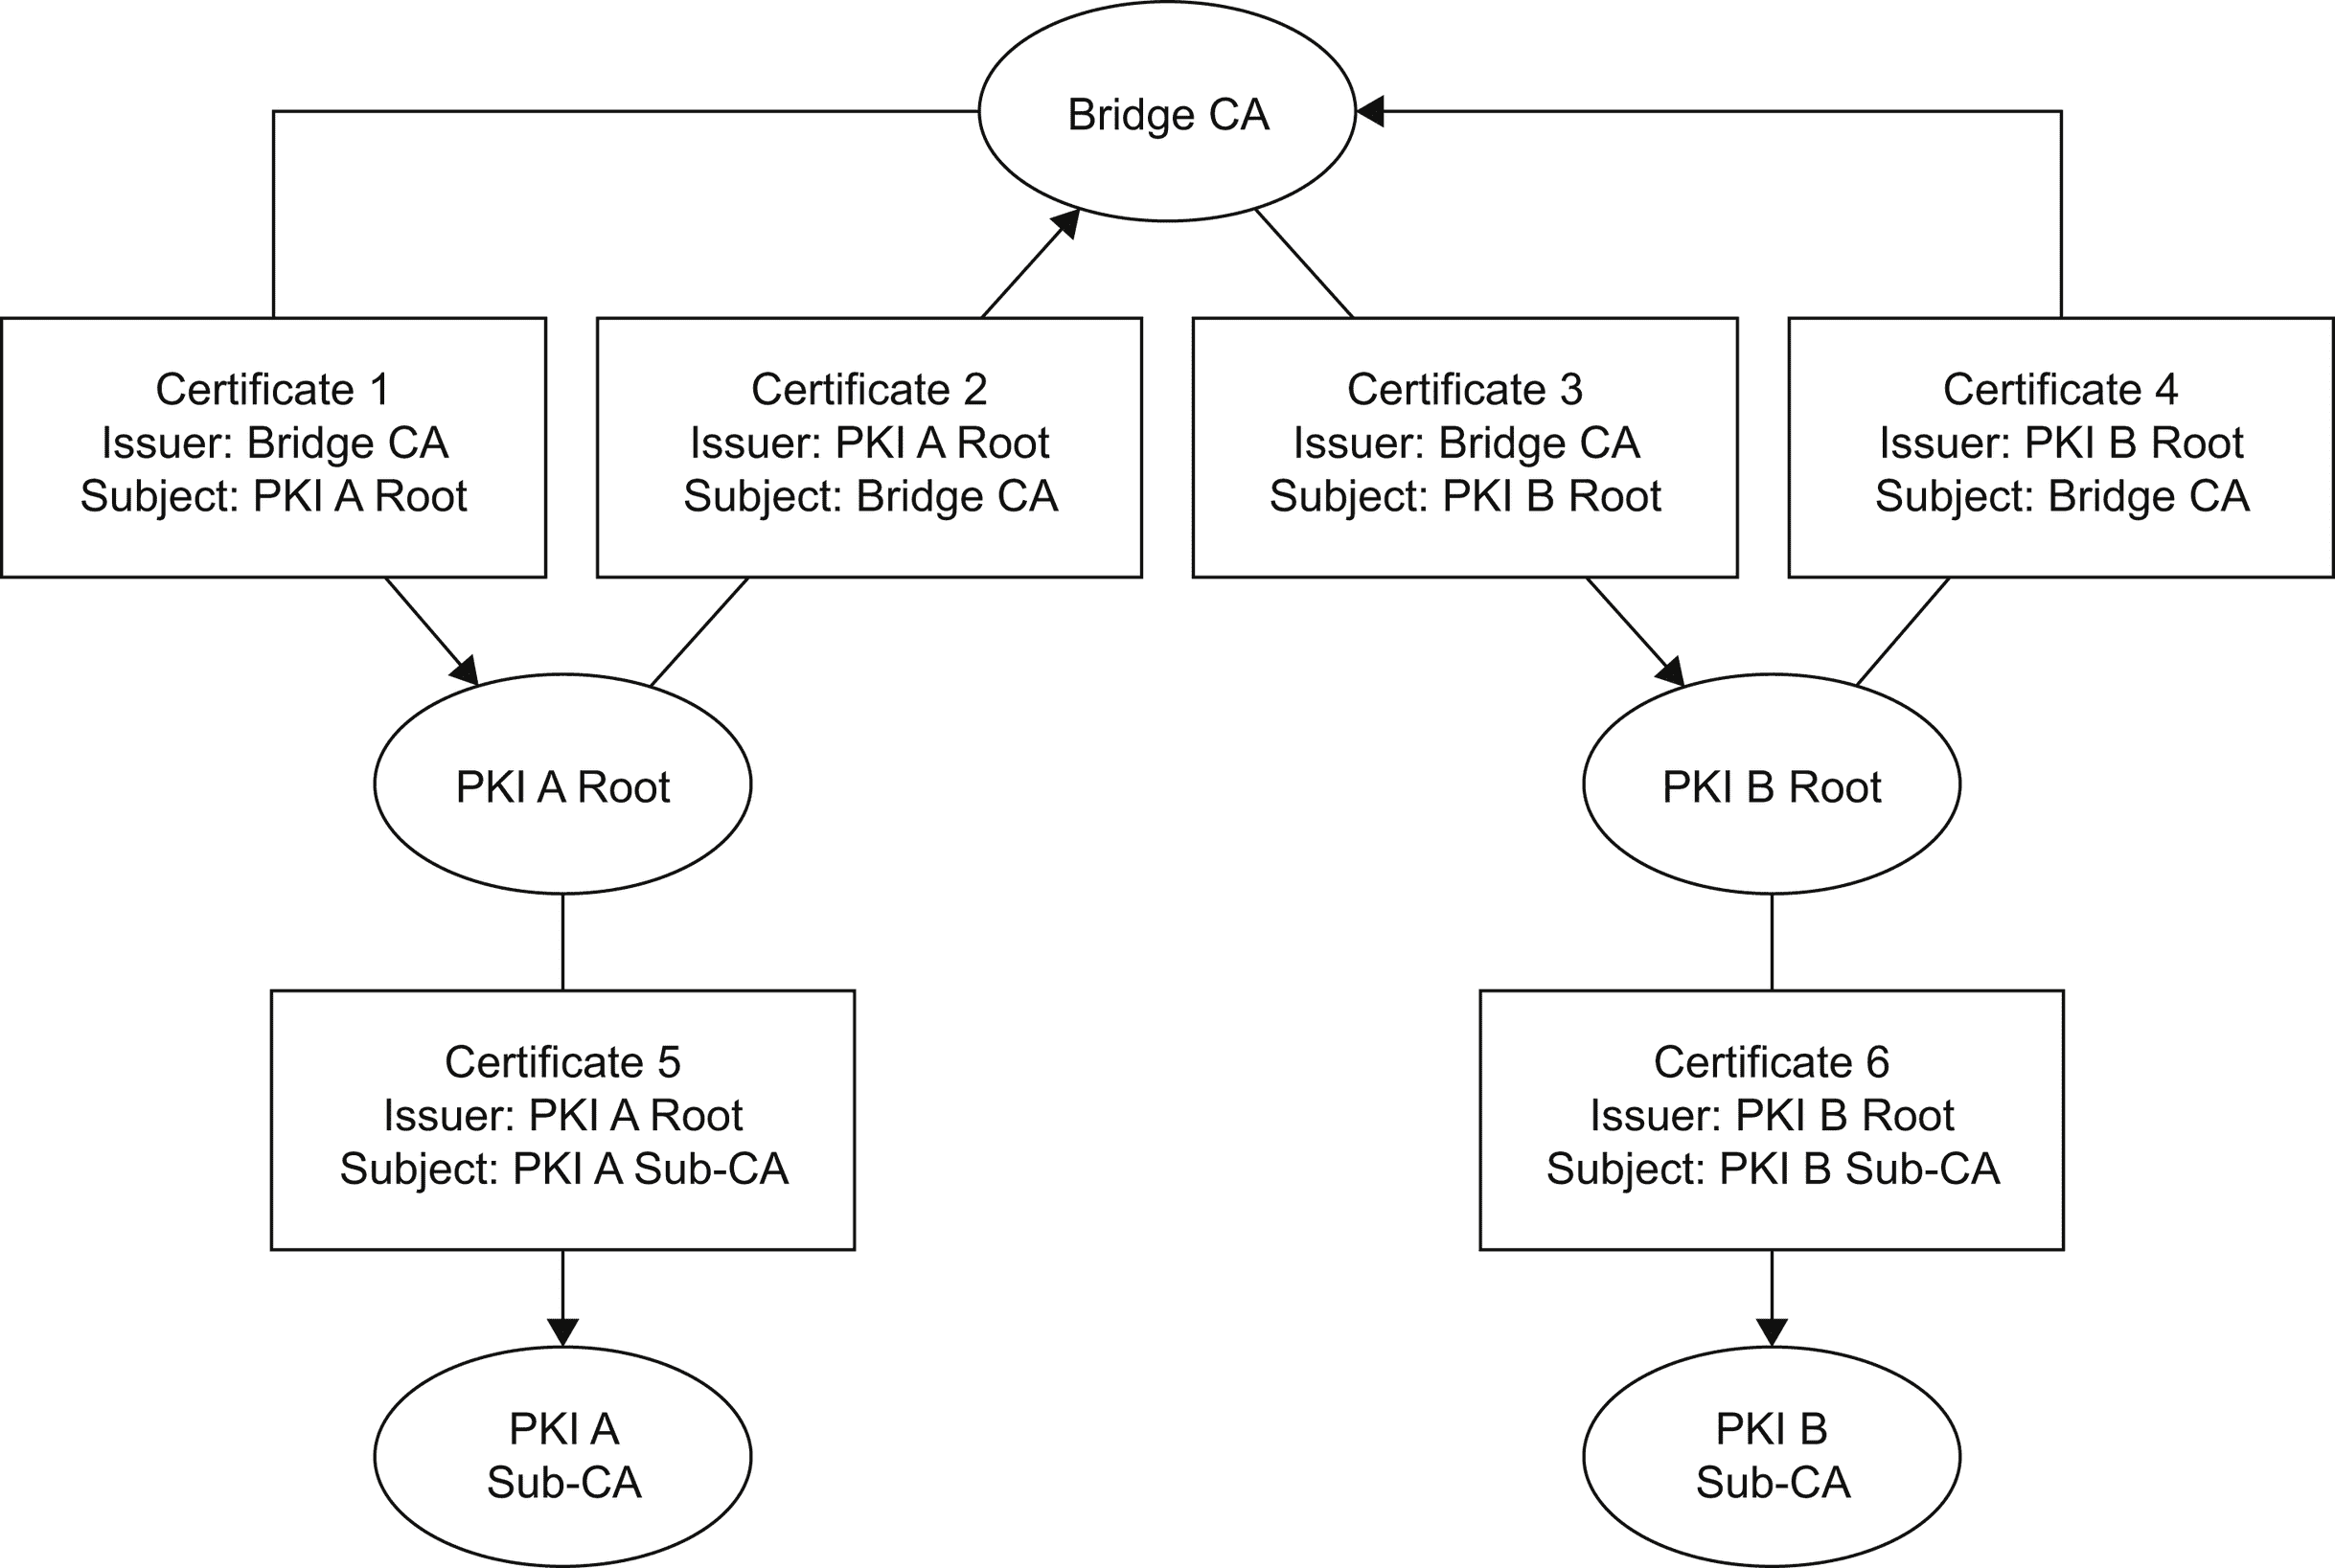 Bridge CA
Certificate 1
Issuer: Bridge CA
Subject: PKI A Root
Certificate 2
Issuer: PKI A Root
Subject: Bridge CA
Certificate 3
Issuer: Bridge CA
Subject: PKI B Root
Certificate 4
Issuer: PKI B Root
Subject: Bridge CA
PKI A Root
PKI B Root
Certificate 5
Issuer: PKI A Root
Subject: PKI A Sub-CA
Certificate 6
Issuer: PKI B Root
Subject: PKI B Sub-CA
PKI A
Sub-CA
PKI B
Sub-CA